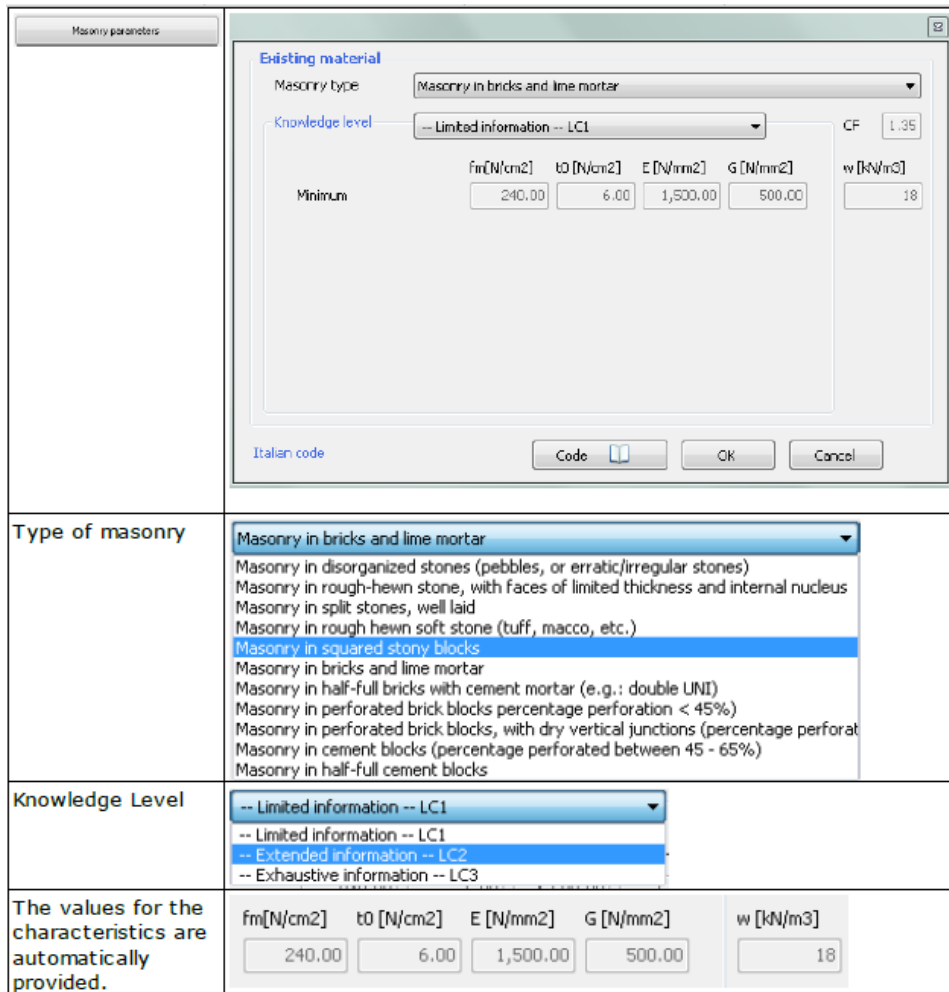 Masonry parameters
Existing material
Masonry type
Masonry in bricks and lime mortar
Knowledge level
-- Limited information -- LC1
CF
1.35
fm[N/cm2] t0 [N/cm2] E [N/mm2] G [N/mm2] w [kN/m3]
Minimum 240.00 6.00 1,500.00 500.00 18
Italian code
Code
OK
Cancel
Type of masonry
Masonry in bricks and lime mortar
Masonry in disorganized stones (pebbles, or erratic/irregular stones)
Masonry in rough-hewn stone, with faces of limited thickness and internal nucleus
Masonry in split stones, well laid
Masonry in rough hewn soft stone (tuff, macco, etc.)
Masonry in squared stony blocks
Masonry in bricks and lime mortar
Masonry in half-full bricks with cement mortar (e.g.: double UNI)
Masonry in perforated brick blocks percentage perforation < 45%)
Masonry in perforated brick blocks, with dry vertical junctions (percentage perforat
Masonry in cement blocks (percentage perforated between 45 - 65%)
Masonry in half-full cement blocks
Knowledge Level
-- Limited information -- LC1
-- Limited information -- LC1
-- Extended information -- LC2
-- Exhaustive information -- LC3
The values for the
characteristics are
automatically
provided.
fm[N/cm2] t0 [N/cm2] E [N/mm2] G [N/mm2] w [kN/m3]
240.00 6.00 1,500.00 500.00 18